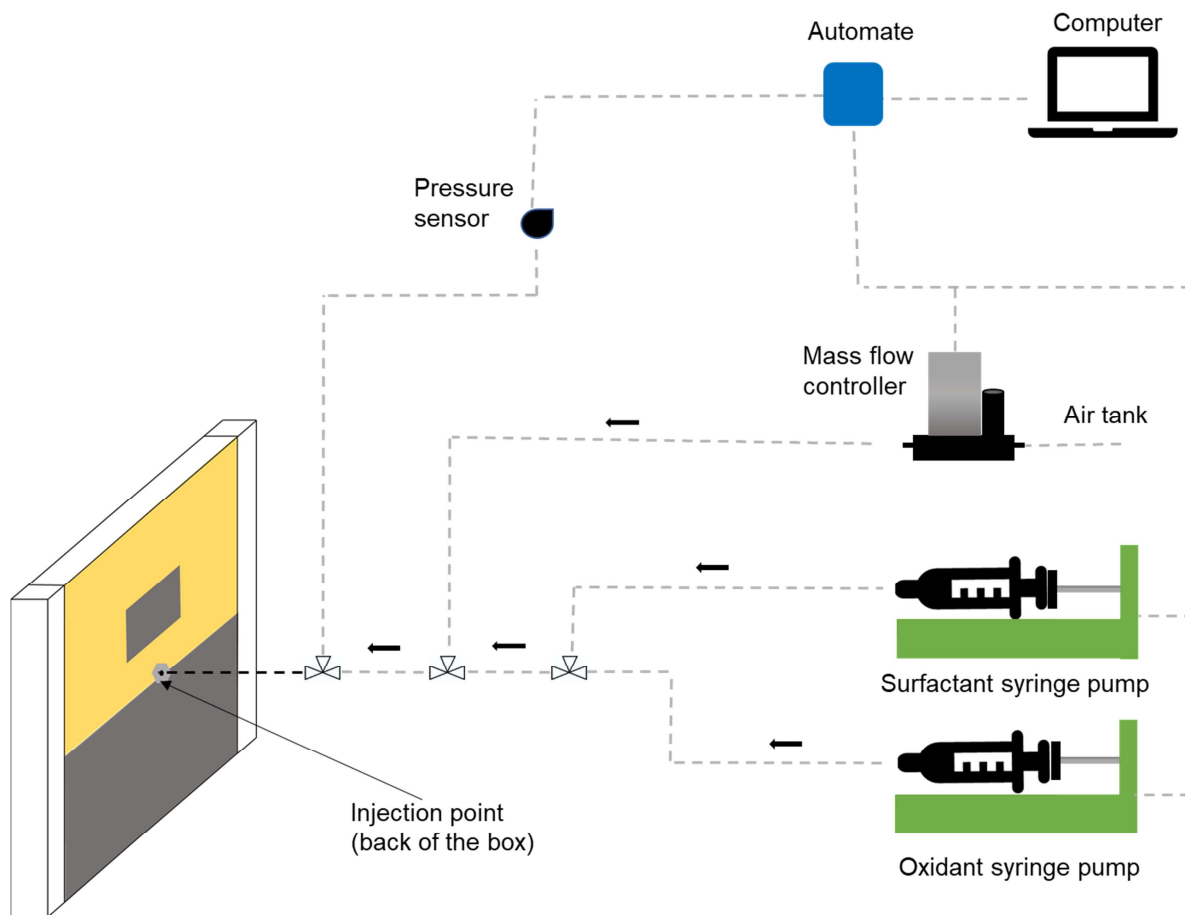 Computer
Automate
Pressure
sensor
Mass flow
controller
Air tank
Surfactant syringe pump
Injection point
(back of the box)
Oxidant syringe pump